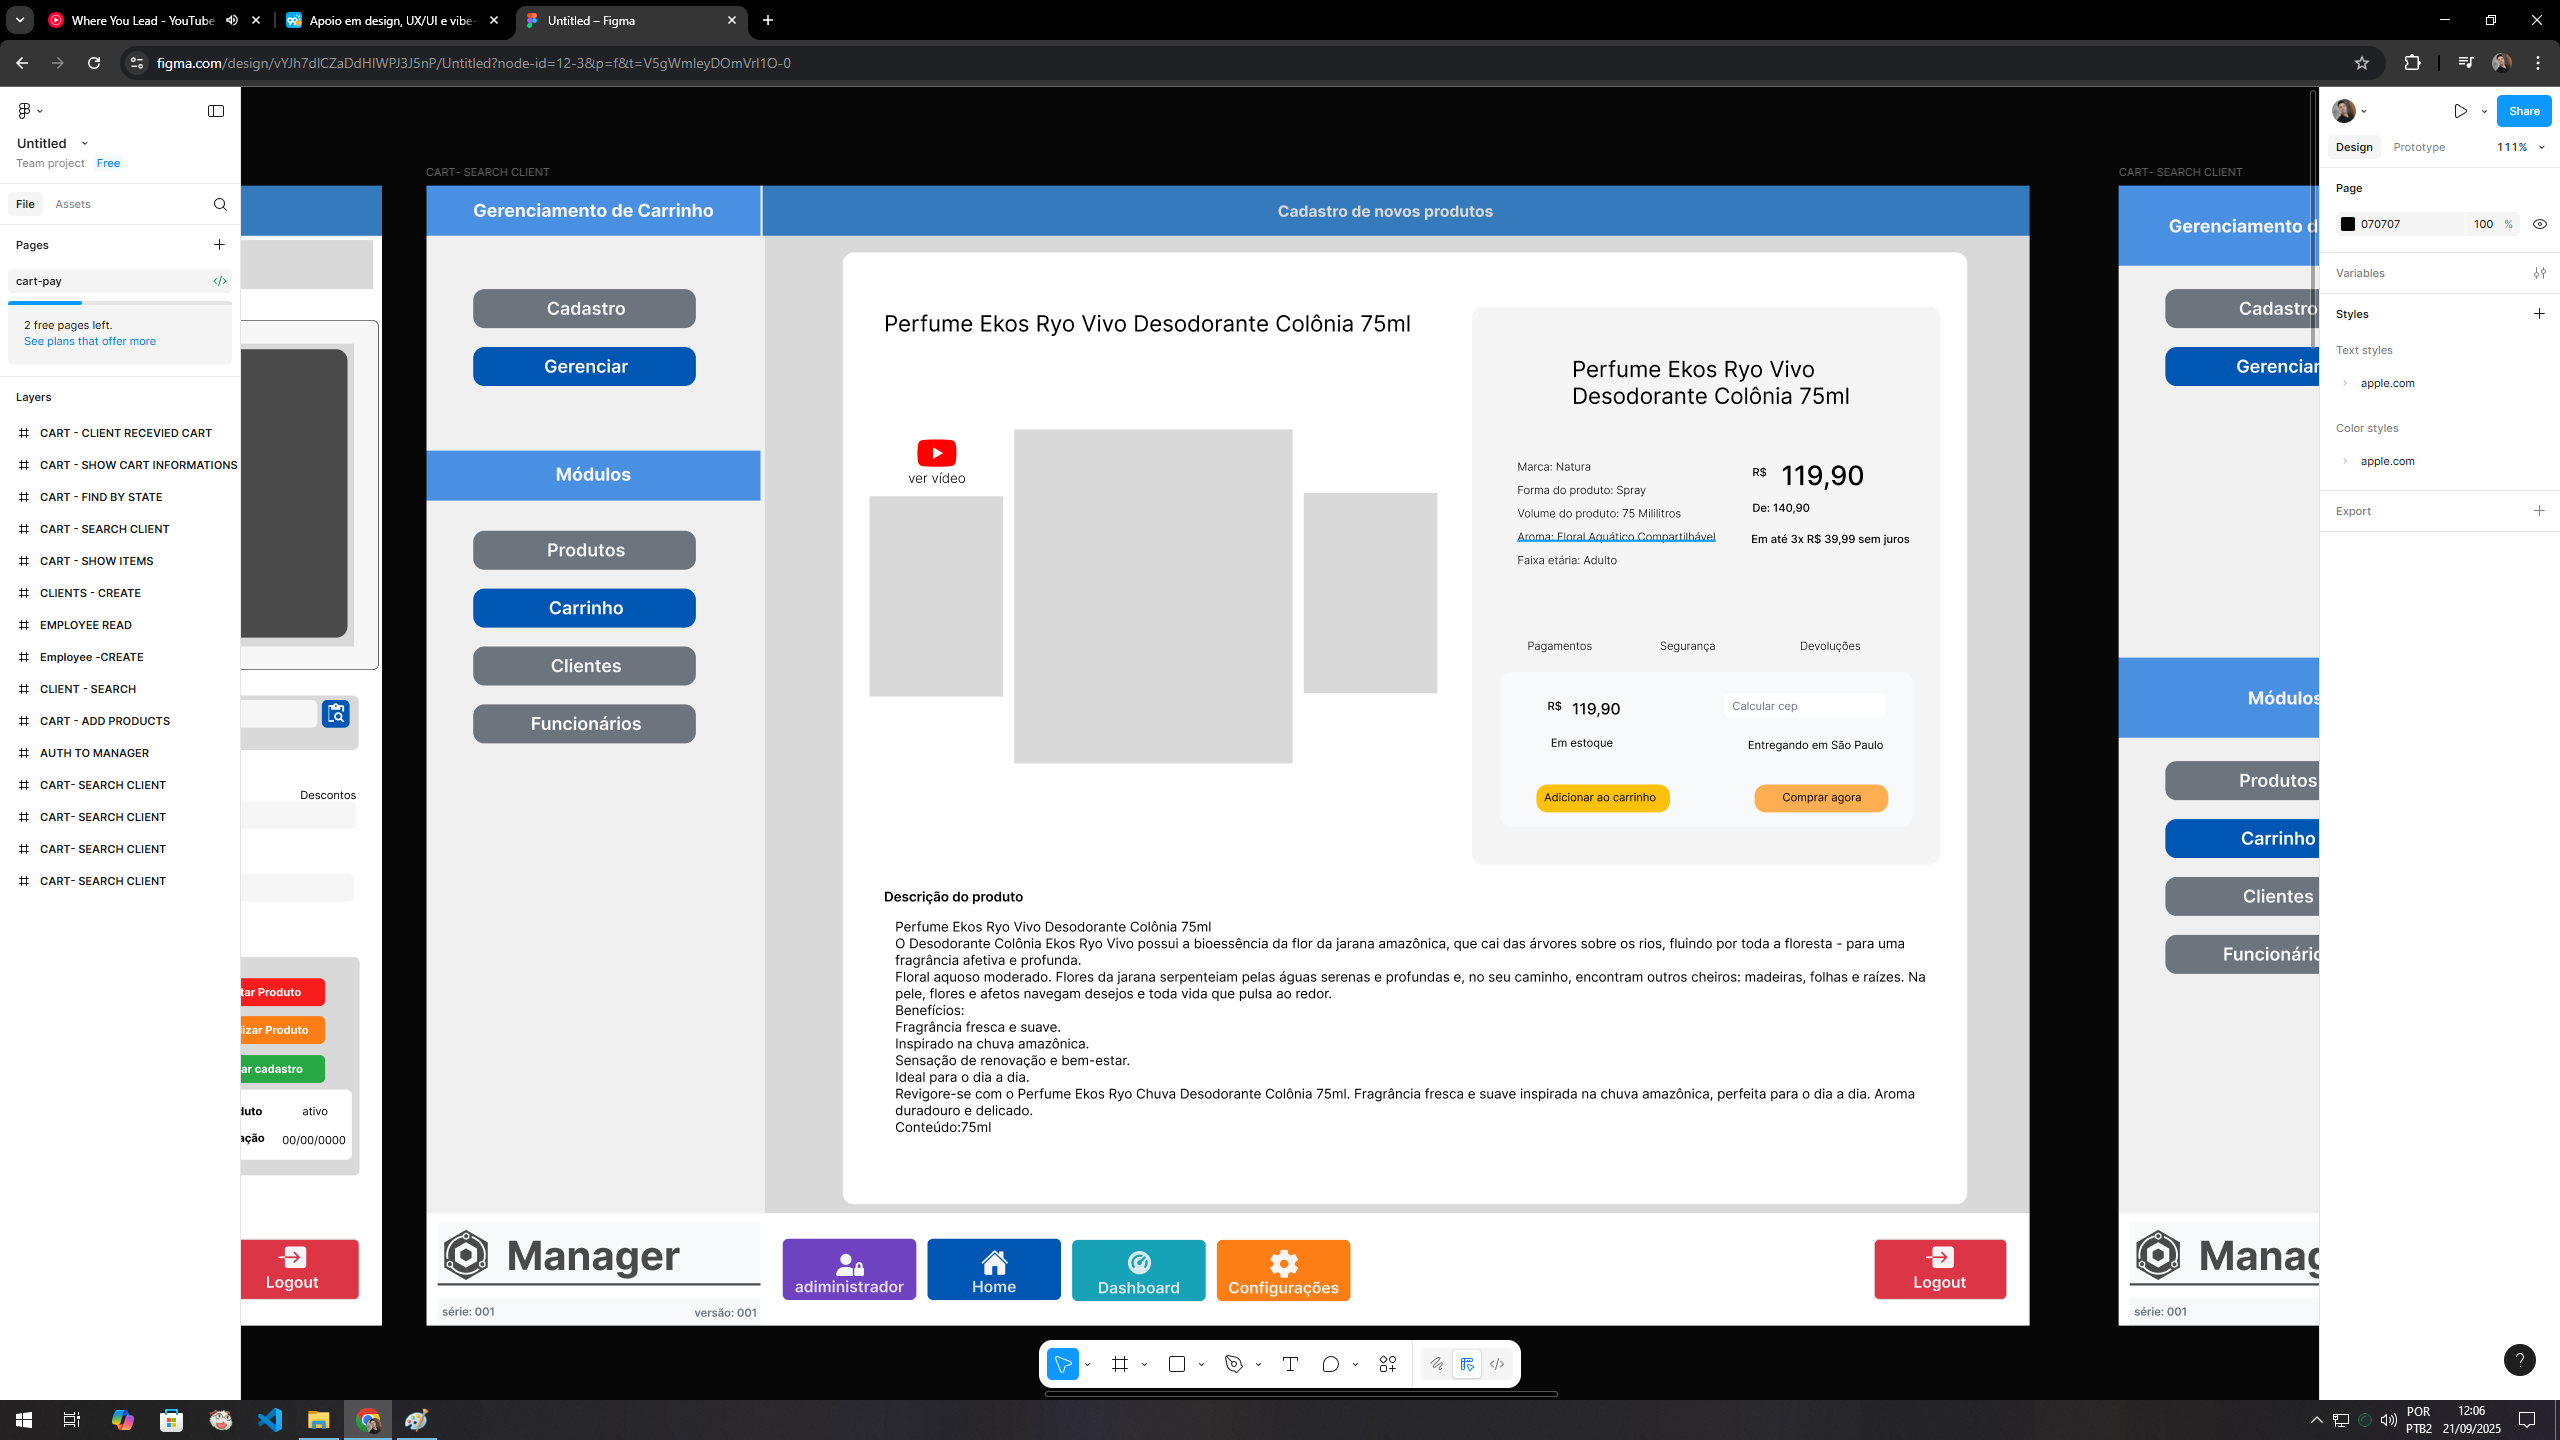 Where You Lead - YouTube
Apoio em design, UX/UI e vibe-
Untitled – Figma
figma.com/design/vYJh7dlCZaDdHIWPJ3J5nP/Untitled?node-id=12-3&p=f&t=V5gWmleyDOmVrl1O-0
Untitled
Team project Free
File Assets
Pages
cart-pay
2 free pages left.
See plans that offer more
Layers
CART - CLIENT RECEVIED CART
CART - SHOW CART INFORMATIONS
CART - FIND BY STATE
CART - SEARCH CLIENT
CART - SHOW ITEMS
CLIENTS - CREATE
EMPLOYEE READ
Employee -CREATE
CLIENT - SEARCH
CART - ADD PRODUCTS
AUTH TO MANAGER
CART- SEARCH CLIENT
CART- SEARCH CLIENT
CART- SEARCH CLIENT
CART- SEARCH CLIENT
Descontos
tar Produto
izar Produto
ar cadastro
duto ativo
ação 00/00/0000
Logout
CART- SEARCH CLIENT
Gerenciamento de Carrinho
Cadastro de novos produtos
Cadastro
Gerenciar
Módulos
Produtos
Carrinho
Clientes
Funcionários
Perfume Ekos Ryo Vivo Desodorante Colônia 75ml
ver vídeo
Perfume Ekos Ryo Vivo
Desodorante Colônia 75ml
Marca: Natura
Forma do produto: Spray
Volume do produto: 75 Mililitros
Aroma: Floral Aquático Compartilhável
Faixa etária: Adulto
R$ 119,90
De: 140,90
Em até 3x R$ 39,99 sem juros
Pagamentos Segurança Devoluções
R$ 119,90
Calcular cep
Em estoque
Entregando em São Paulo
Adicionar ao carrinho
Comprar agora
Descrição do produto
Perfume Ekos Ryo Vivo Desodorante Colônia 75ml
O Desodorante Colônia Ekos Ryo Vivo possui a bioessência da flor da jarana amazônica, que cai das árvores sobre os rios, fluindo por toda a floresta - para uma
fragrância afetiva e profunda.
Floral aquoso moderado. Flores da jarana serpenteiam pelas águas serenas e profundas e, no seu caminho, encontram outros cheiros: madeiras, folhas e raízes. Na
pele, flores e afetos navegam desejos e toda vida que pulsa ao redor.
Benefícios:
Fragrância fresca e suave.
Inspirado na chuva amazônica.
Sensação de renovação e bem-estar.
Ideal para o dia a dia.
Revigore-se com o Perfume Ekos Ryo Chuva Desodorante Colônia 75ml. Fragrância fresca e suave inspirada na chuva amazônica, perfeita para o dia a dia. Aroma
duradouro e delicado.
Conteúdo:75ml
Manager
série: 001 versão: 001
adiministrador
Home
Dashboard
Configurações
Logout
CART- SEARCH CLIENT
Gerenciamento d
Cadastro
Gerenciar
Módulos
Produtos
Carrinho
Clientes
Funcionário
Manag
série: 001
Share
Design Prototype 111%
Page
070707 100 %
Variables
Styles
Text styles
apple.com
Color styles
apple.com
Export
?
POR
PTB2
12:06
21/09/2025